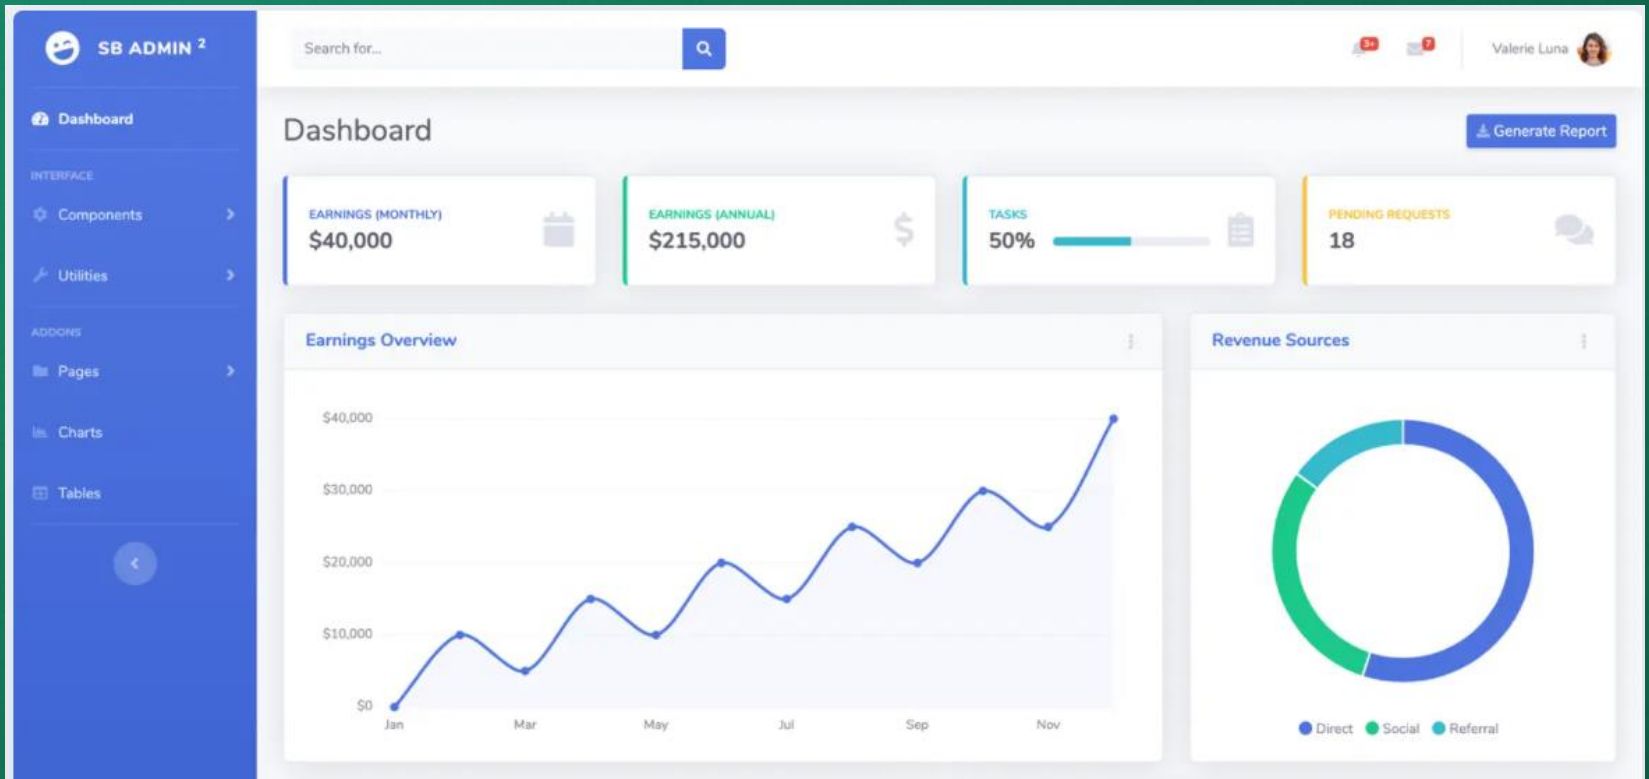 SB ADMIN 2
Search for...
3+
7
Valerie Luna
Dashboard
INTERFACE
Components
Utilities
ADDONS
Pages
Charts
Tables
Dashboard
Generate Report
EARNINGS (MONTHLY)
$40,000
EARNINGS (ANNUAL)
$215,000
$
TASKS
50%
PENDING REQUESTS
18
Earnings Overview
$40,000
$30,000
$20,000
$10,000
$0
Jan Mar May Jul Sep Nov
Revenue Sources
Direct Social Referral